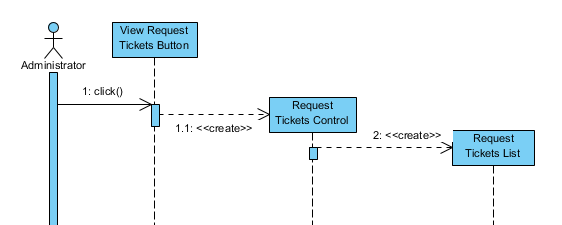 View Request
Tickets Button
Administrator
1: click()
1.1: <<create>>
Request
Tickets Control
2: <<create>>
Request
Tickets List